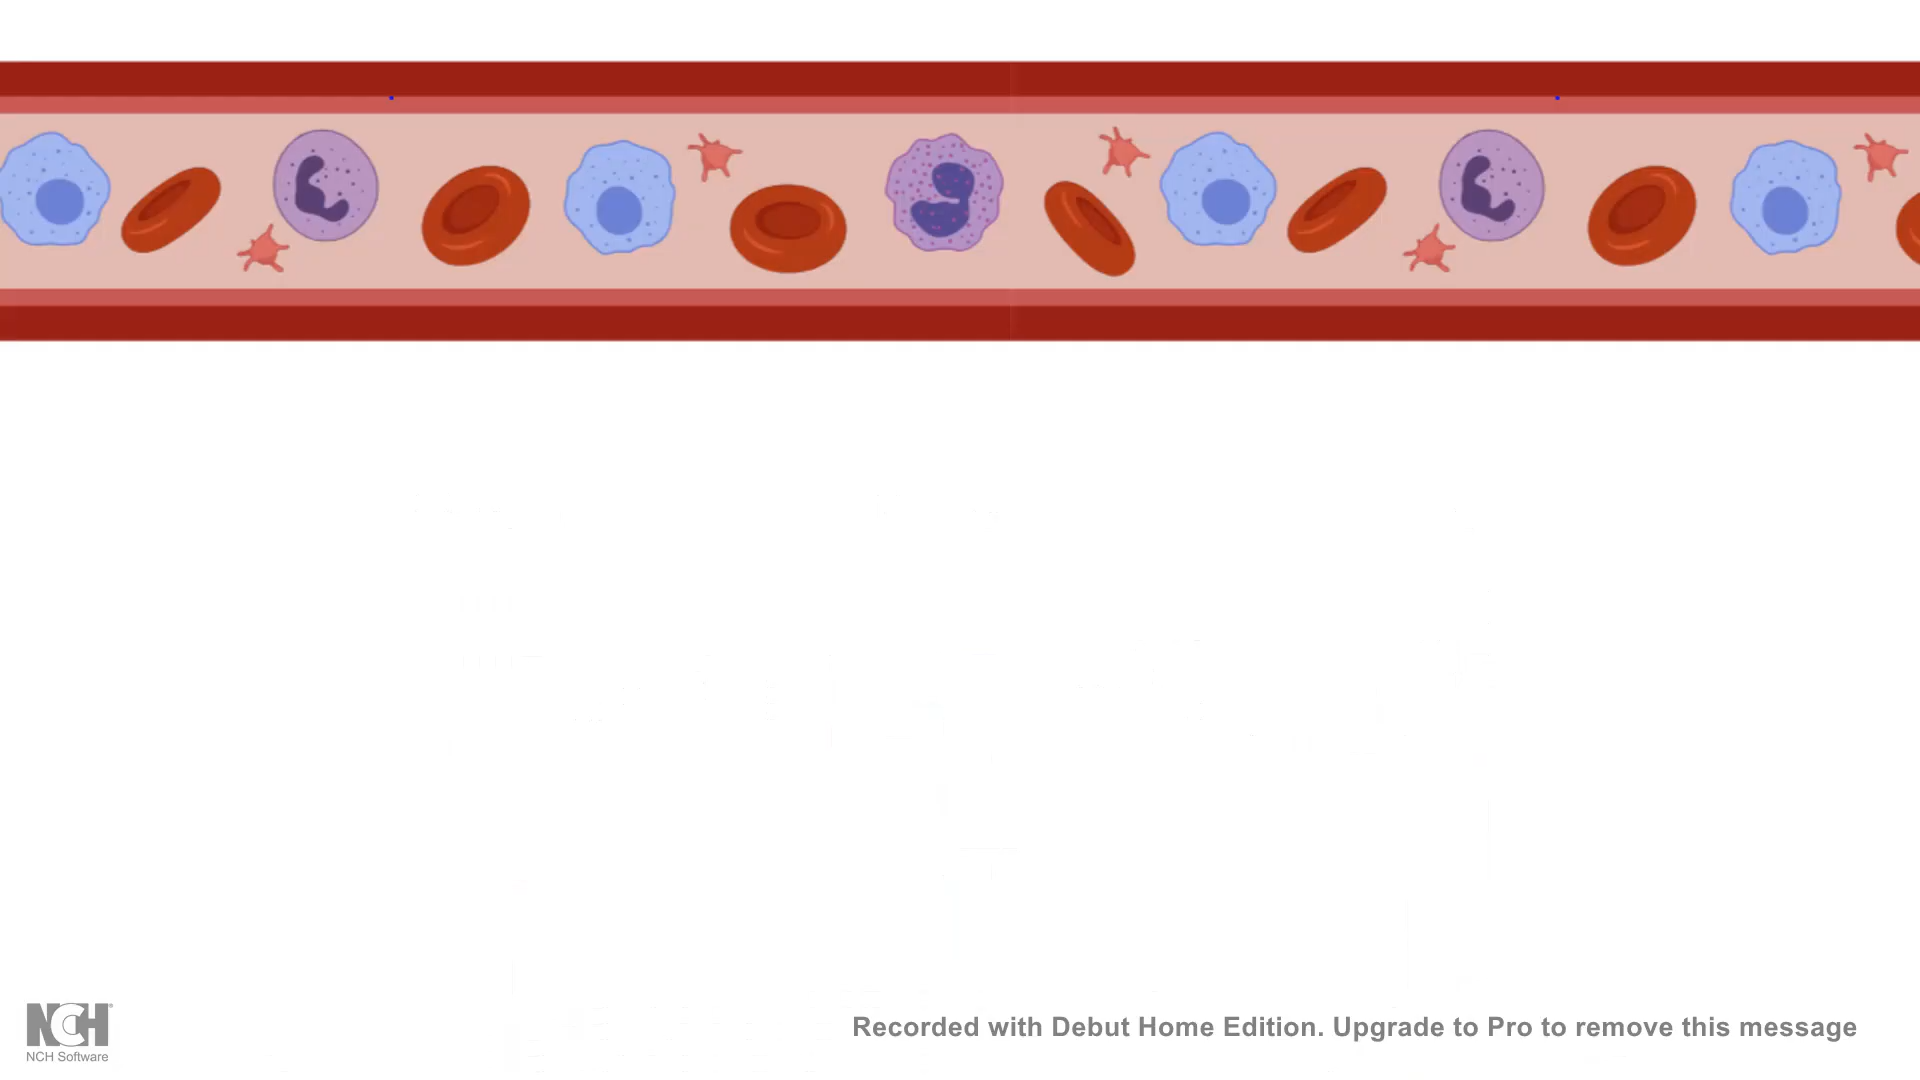 NCH
NCH Software
Recorded with Debut Home Edition. Upgrade to Pro to remove this message